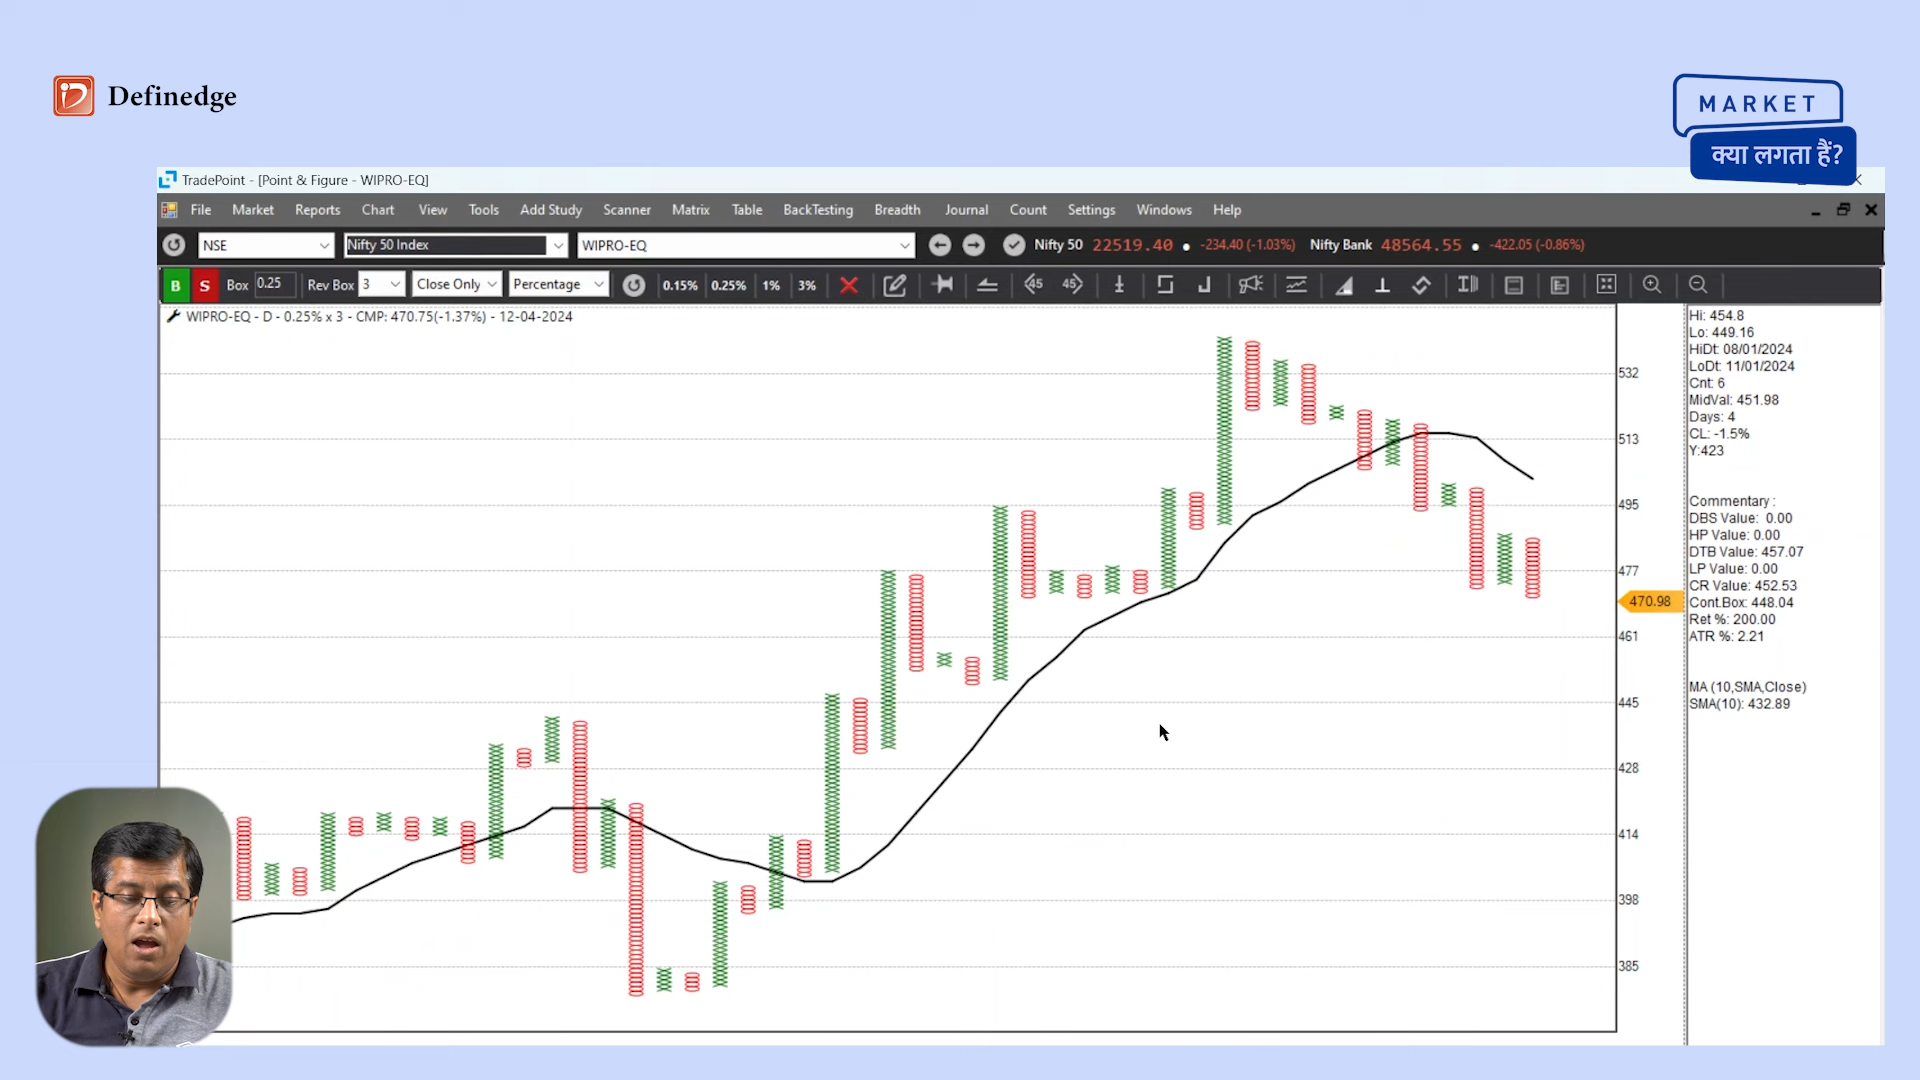 Definedge
MARKET
क्या लगता हैं?
TradePoint - [Point & Figure - WIPRO-EQ]
File Market Reports Chart View Tools Add Study Scanner Matrix Table BackTesting Breadth Journal Count Settings Windows Help
NSE Nifty 50 Index WIPRO-EQ Nifty 50 22519.40 -234.40 (-1.03%) Nifty Bank 48564.55 -422.05 (-0.86%)
B S Box 0.25 Rev Box 3 Close Only Percentage 0.15% 0.25% 1% 3% 45 45
WIPRO-EQ - D - 0.25% x 3 - CMP: 470.75(-1.37%) - 12-04-2024
532
513
495
477
470.98
461
445
428
414
398
385
Hi: 454.8
Lo: 449.16
HiDt: 08/01/2024
LoDt: 11/01/2024
Cnt: 6
MidVal: 451.98
Days: 4
CL: -1.5%
Y:423
Commentary :
DBS Value: 0.00
HP Value: 0.00
DTB Value: 457.07
LP Value: 0.00
CR Value: 452.53
Cont.Box: 448.04
Ret %: 200.00
ATR %: 2.21
MA (10,SMA,Close)
SMA(10): 432.89